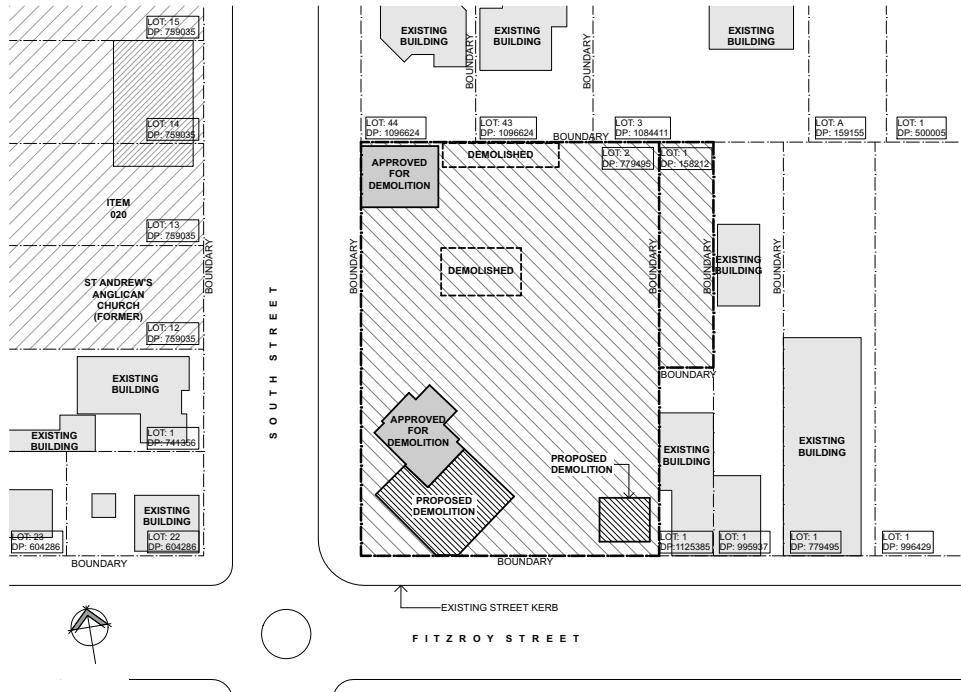 LOT: 15
DP: 759035
EXISTING
BUILDING
EXISTING
BUILDING
EXISTING
BUILDING
BOUNDARY
BOUNDARY
LOT: 14
DP: 759035
LOT: 44
DP: 1096624
LOT: 43
DP: 1096624
BOUNDARY
LOT: 3
DP: 1084411
LOT: A
DP: 159155
LOT: 1
DP: 500005
APPROVED
FOR
DEMOLITION
DEMOLISHED
LOT: 2
DP: 779495
LOT: 1
DP: 158212
ITEM
020
LOT: 13
DP: 759035
BOUNDARY
BOUNDARY
BOUNDARY
BOUNDARY
BOUNDARY
EXISTING
BUILDING
DEMOLISHED
ST ANDREW'S
ANGLICAN
CHURCH
(FORMER)
LOT: 12
DP: 759035
SOUTH STREET
EXISTING
BUILDING
BOUNDARY
APPROVED
FOR
DEMOLITION
LOT: 1
DP: 741356
EXISTING
BUILDING
EXISTING
BUILDING
EXISTING
BUILDING
PROPOSED
DEMOLITION
PROPOSED
DEMOLITION
EXISTING
BUILDING
LOT: 23
DP: 604286
LOT: 22
DP: 604286
LOT: 1
DP:1125385
LOT: 1
DP: 995937
LOT: 1
DP: 779495
LOT: 1
DP: 996429
BOUNDARY
BOUNDARY
EXISTING STREET KERB
FITZROY STREET